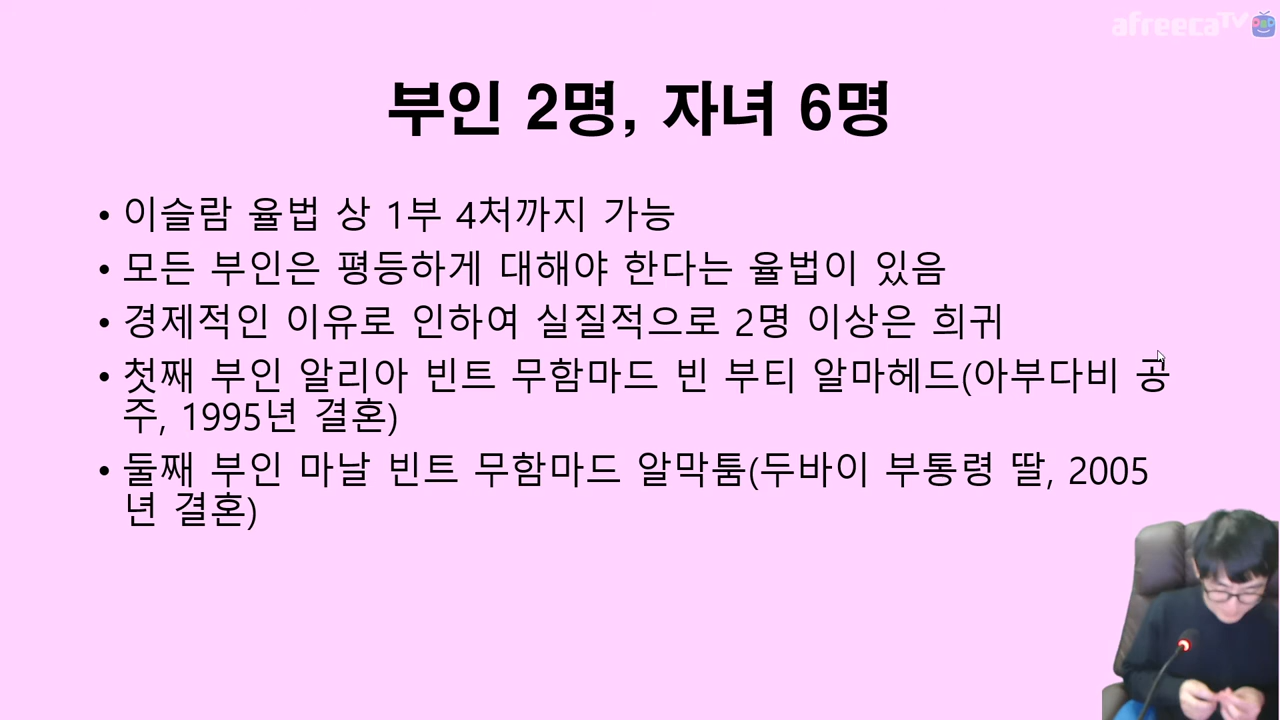 afreecaTV
부인 2명, 자녀 6명
• 이슬람 율법 상 1부 4처까지 가능
• 모든 부인은 평등하게 대해야 한다는 율법이 있음
• 경제적인 이유로 인하여 실질적으로 2명 이상은 희귀
• 첫째 부인 알리아 빈트 무함마드 빈 부티 알마헤드(아부다비 공
주, 1995년 결혼)
• 둘째 부인 마날 빈트 무함마드 알막툼(두바이 부통령 딸, 2005
년 결혼)